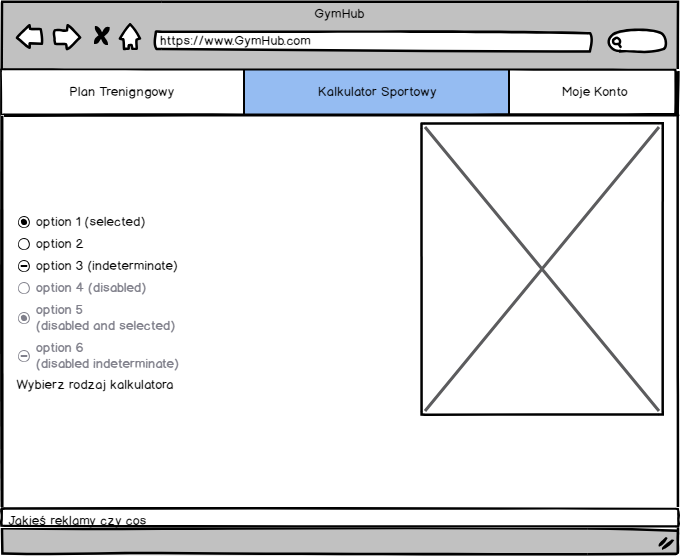 GymHub
https://www.GymHub.com
Plan Trenigngowy
Kalkulator Sportowy
Moje Konto
option 1 (selected)
option 2
option 3 (indeterminate)
option 4 (disabled)
option 5
(disabled and selected)
option 6
(disabled indeterminate)
Wybierz rodzaj kalkulatora
Jakieś reklamy czy cos